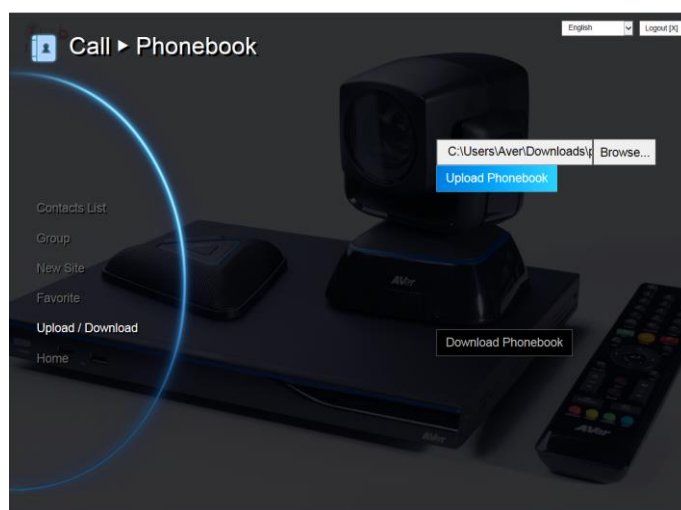 Call ▸ Phonebook
English
Logout [X]
C:\Users\Aver\Downloads\p
Browse...
Upload Phonebook
Contacts List
Group
New Site
Favorite
Upload / Download
Home
Download Phonebook
AVer
AVer
AVer